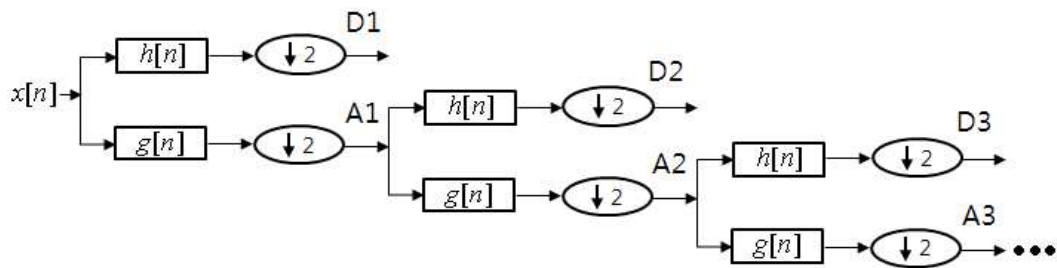 D1
h[n] ↓ 2
x[n]
D2
A1
g[n] ↓ 2
h[n] ↓ 2
D3
A2
g[n] ↓ 2
h[n] ↓ 2
A3
g[n] ↓ 2 •••